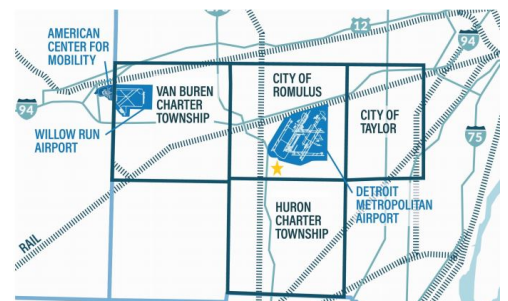 AMERICAN
CENTER FOR
MOBILITY
12
94
CITY OF
ROMULUS
VAN BUREN
CHARTER
TOWNSHIP
94
CITY OF
TAYLOR
WILLOW RUN
AIRPORT
75
DETROIT
METROPOLITAN
AIRPORT
HURON
CHARTER
TOWNSHIP
RAIL